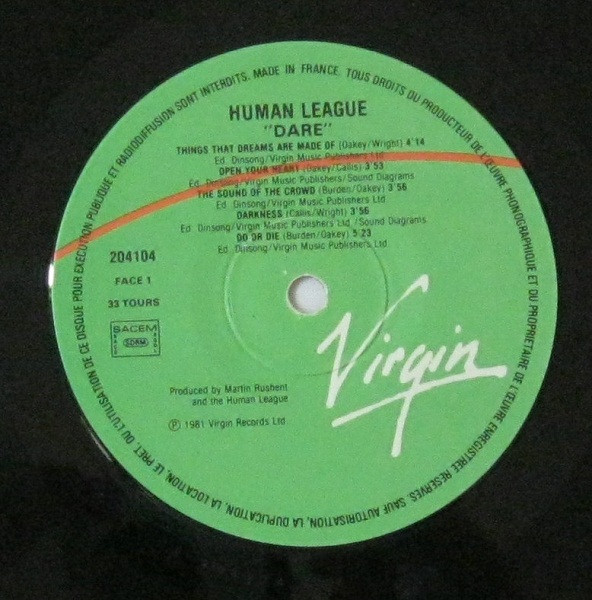 DE L'UTILISATION DE CE DISQUE POUR EXECUTION PUBLIQUE ET RADIODIFFUSION SONT INTERDITS. MADE IN FRANCE. TOUS DROITS DU PRODUCTEUR DE L'ŒUVRE PHONOGRAPHIQUE ET DU PROPRIETAIRE DE L'ŒUVRE ENREGISTREE RESERVES. SAUF AUTORISATION, LA DUPLICATION, LA LOCATION, LE PRET, OU
HUMAN LEAGUE
"DARE"
THINGS THAT DREAMS ARE MADE OF (Oakey/Wright) 4'14
Ed. Dinsong/Virgin Music Publishers Ltd
OPEN YOUR HEART (Oakey/Callis) 3'53
Ed. Dinsong/Virgin Music Publishers/Sound Diagrams
THE SOUND OF THE CROWD (Burden/Oakey) 3'56
Ed. Dinsong/Virgin Music Publishers Ltd
DARKNESS (Callis/Wright) 3'56
Ed. Dinsong/Virgin Music Publishers Ltd/Sound Diagrams
DO OR DIE (Burden/Oakey) 5'23
Ed. Dinsong/Virgin Music Publishers Ltd
204104
FACE 1
33 TOURS
SACEM
SDRM
Virgin
Produced by Martin Rushent
and the Human League
℗ 1981 Virgin Records Ltd